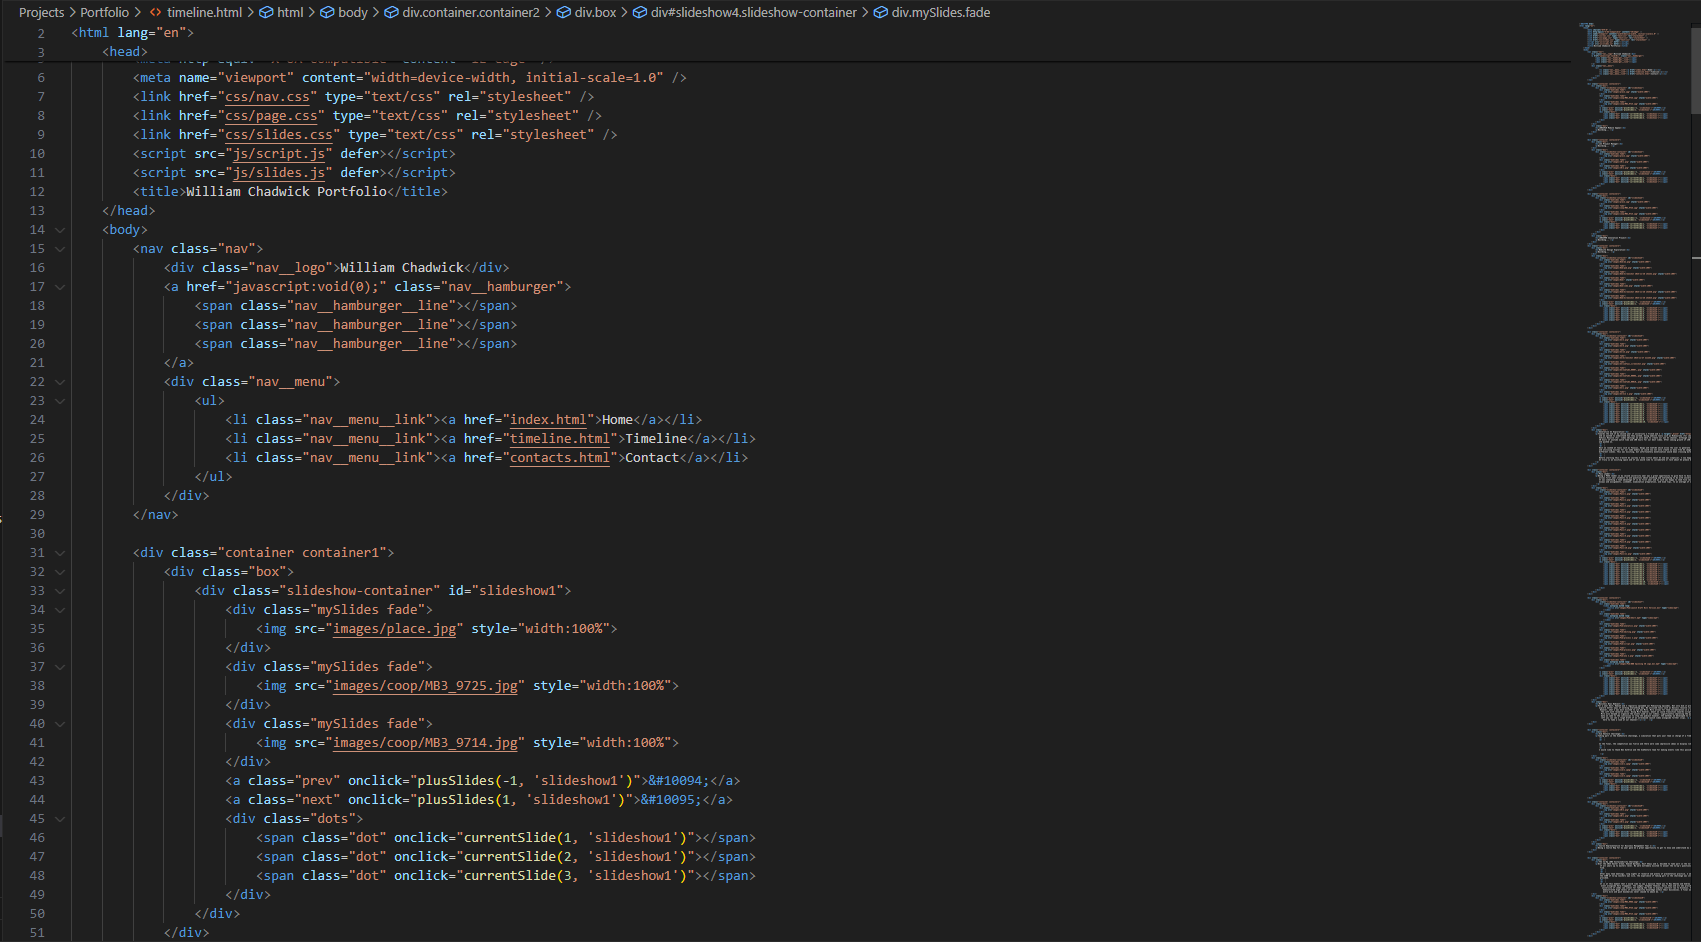 Projects > Portfolio > <> timeline.html > html > body > div.container.container2 > div.box > div#slideshow4.slideshow-container > div.mySlides.fade
2 <html lang="en">
3 <head>
6 <meta name="viewport" content="width=device-width, initial-scale=1.0" />
7 <link href="css/nav.css" type="text/css" rel="stylesheet" />
8 <link href="css/page.css" type="text/css" rel="stylesheet" />
9 <link href="css/slides.css" type="text/css" rel="stylesheet" />
10 <script src="js/script.js" defer></script>
11 <script src="js/slides.js" defer></script>
12 <title>William Chadwick Portfolio</title>
13 </head>
14 <body>
15 <nav class="nav">
16 <div class="nav__logo">William Chadwick</div>
17 <a href="javascript:void(0);" class="nav__hamburger">
18 <span class="nav__hamburger__line"></span>
19 <span class="nav__hamburger__line"></span>
20 <span class="nav__hamburger__line"></span>
21 </a>
22 <div class="nav__menu">
23 <ul>
24 <li class="nav__menu__link"><a href="index.html">Home</a></li>
25 <li class="nav__menu__link"><a href="timeline.html">Timeline</a></li>
26 <li class="nav__menu__link"><a href="contacts.html">Contact</a></li>
27 </ul>
28 </div>
29 </nav>
30
31 <div class="container container1">
32 <div class="box">
33 <div class="slideshow-container" id="slideshow1">
34 <div class="mySlides fade">
35 <img src="images/place.jpg" style="width:100%">
36 </div>
37 <div class="mySlides fade">
38 <img src="images/coop/MB3_9725.jpg" style="width:100%">
39 </div>
40 <div class="mySlides fade">
41 <img src="images/coop/MB3_9714.jpg" style="width:100%">
42 </div>
43 <a class="prev" onclick="plusSlides(-1, 'slideshow1')">&#10094;</a>
44 <a class="next" onclick="plusSlides(1, 'slideshow1')">&#10095;</a>
45 <div class="dots">
46 <span class="dot" onclick="currentSlide(1, 'slideshow1')"></span>
47 <span class="dot" onclick="currentSlide(2, 'slideshow1')"></span>
48 <span class="dot" onclick="currentSlide(3, 'slideshow1')"></span>
49 </div>
50 </div>
51 </div>